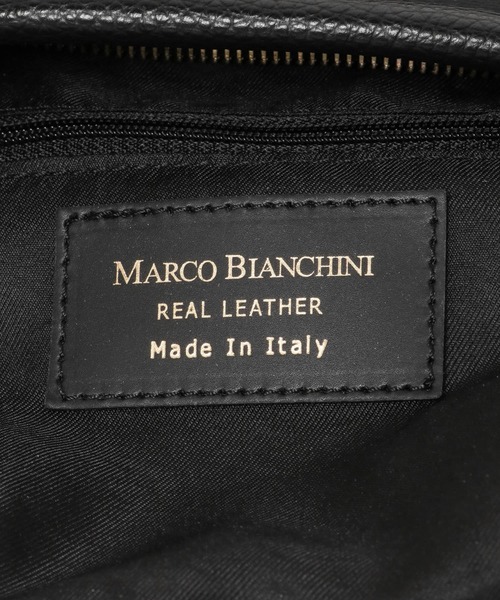 MARCO BIANCHINI
REAL LEATHER
Made In Italy